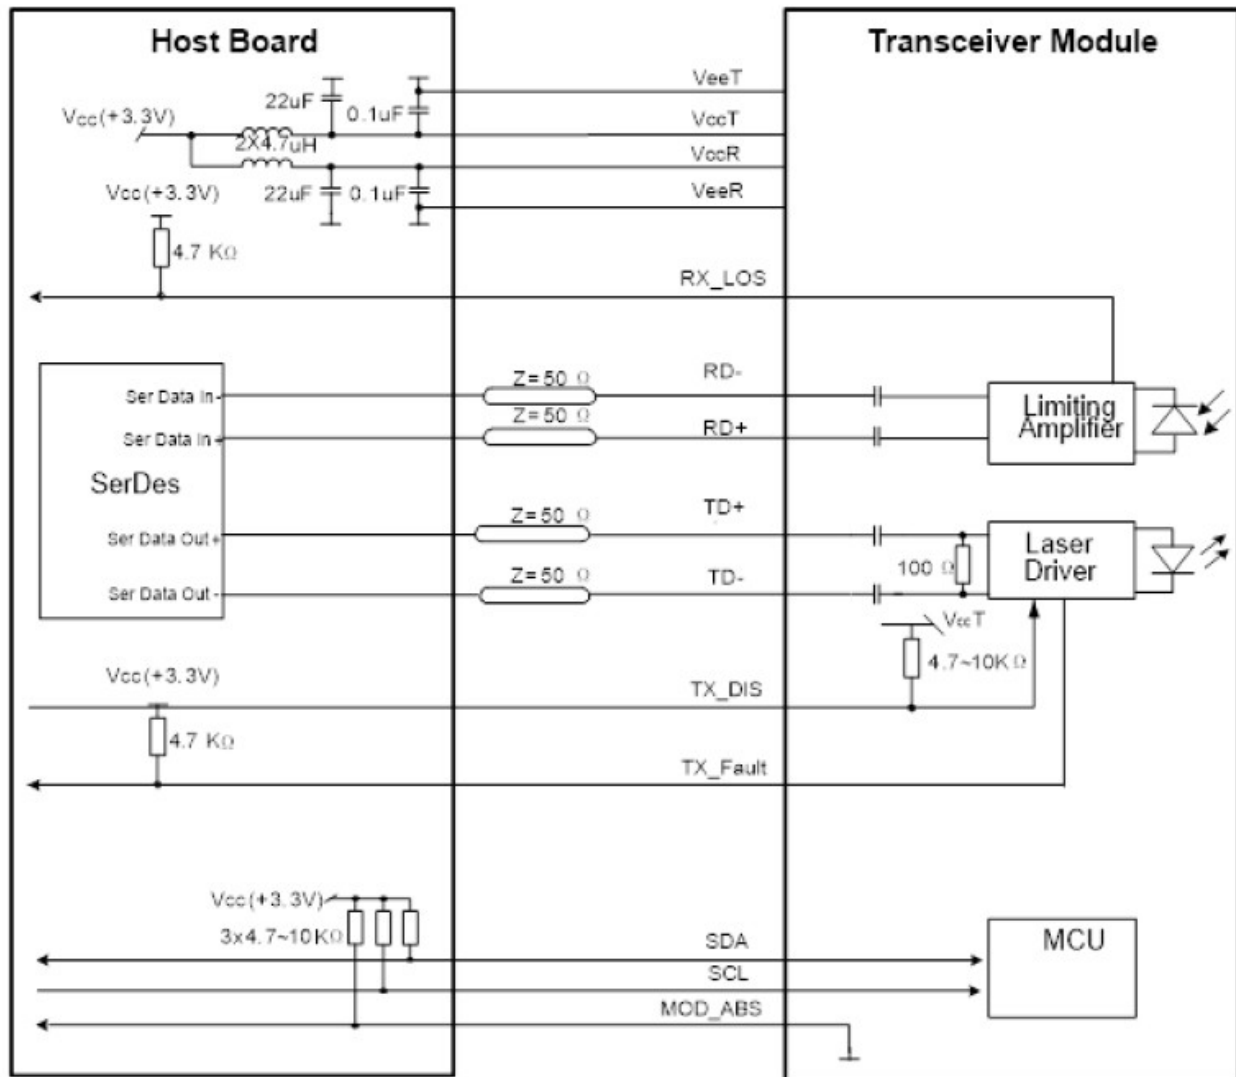 Host Board
Transceiver Module
VeeT
22uF
0.1uF
Vcc(+3.3V)
VccT
2X4.7uH
VccR
Vcc(+3.3V)
22uF
0.1uF
VeeR
4.7 KΩ
RX_LOS
Z=50 Ω
RD-
Ser Data In-
Limiting
Amplifier
Z=50 Ω
RD+
Ser Data In +
SerDes
TD+
Z=50 Ω
Ser Data Out+
Laser
Driver
100 Ω
Z=50 Ω
TD-
Ser Data Out -
VccT
4.7~10KΩ
Vcc(+3.3V)
TX_DIS
4.7 KΩ
TX_Fault
Vcc(+3.3V)
3x4.7~10KΩ
SDA
MCU
SCL
MOD_ABS